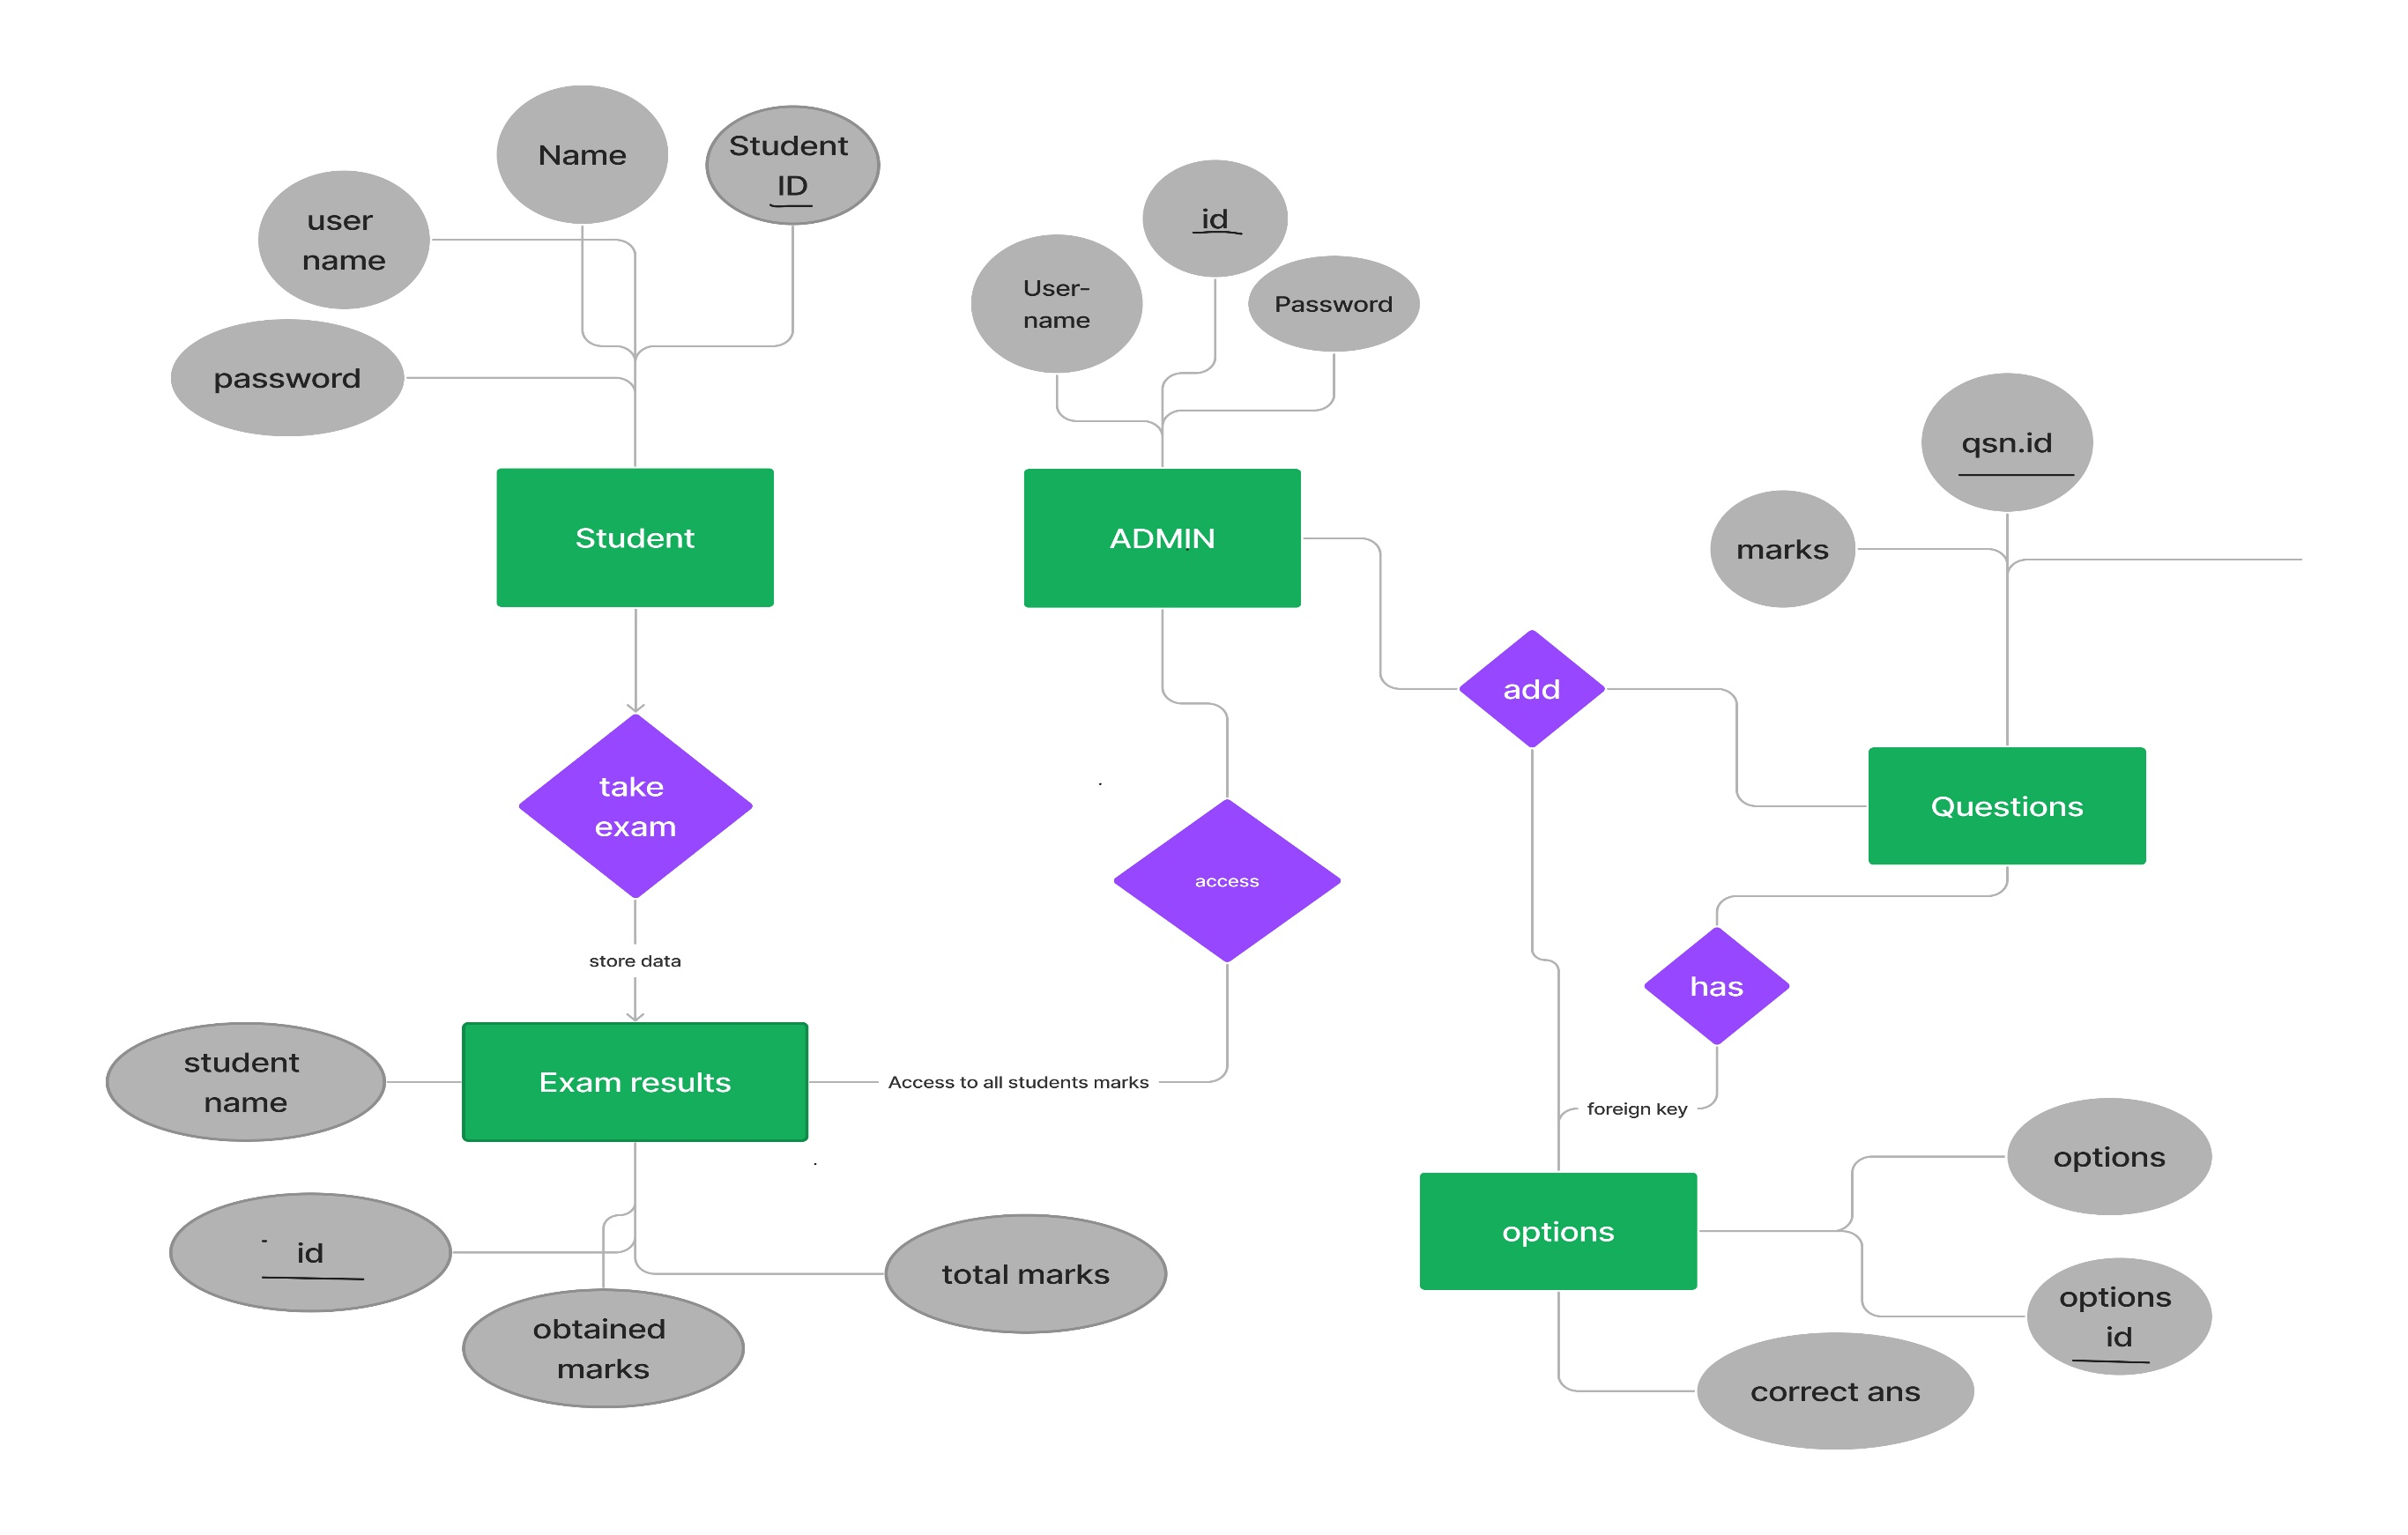 Name
Student
ID
user
name
password
id
User-
name
Password
qsn.id
marks
Student
ADMIN
add
take
exam
Questions
access
store data
has
student
name
Exam results
Access to all students marks
foreign key
options
options
id
total marks
obtained
marks
options
options
id
correct ans